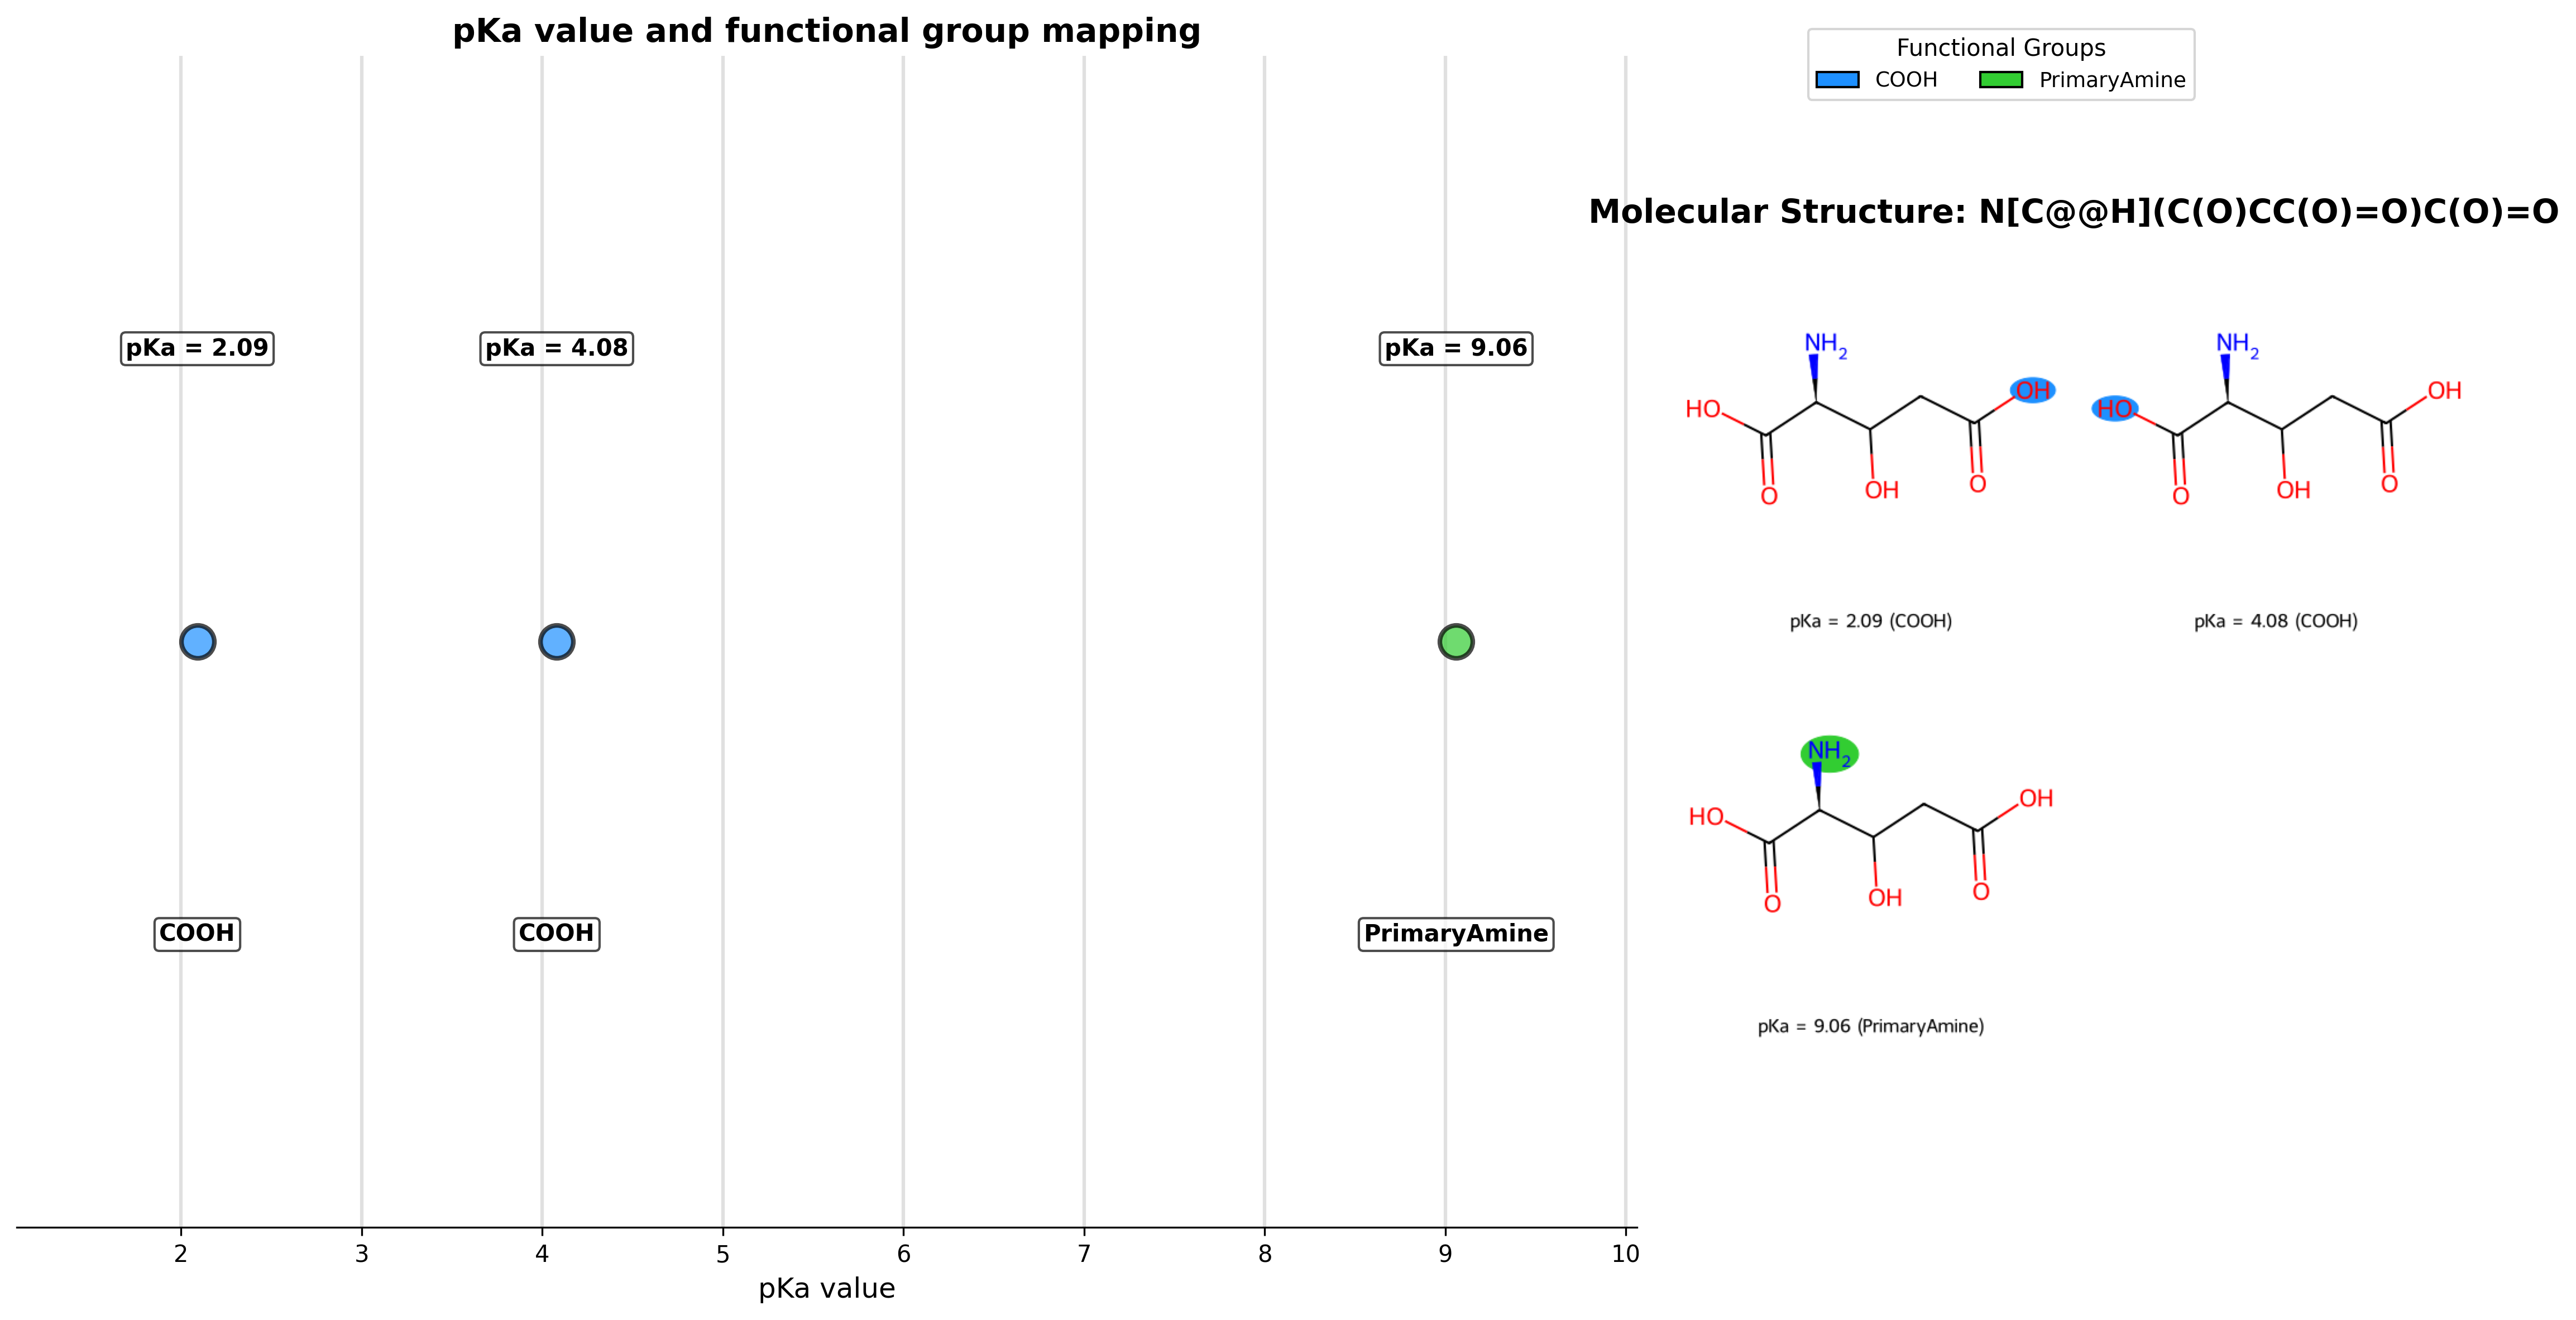 pKa value and functional group mapping
pKa = 2.09
pKa = 4.08
pKa = 9.06
COOH
COOH
PrimaryAmine
2 3 4 5 6 7 8 9 10
pKa value
Functional Groups
COOH PrimaryAmine
Molecular Structure: N[C@@H](C(O)CC(O)=O)C(O)=O
NH2
HO
OH
O
OH
O
pKa = 2.09 (COOH)
NH2
HO
OH
O
OH
O
pKa = 4.08 (COOH)
NH2
HO
OH
O
OH
O
pKa = 9.06 (PrimaryAmine)